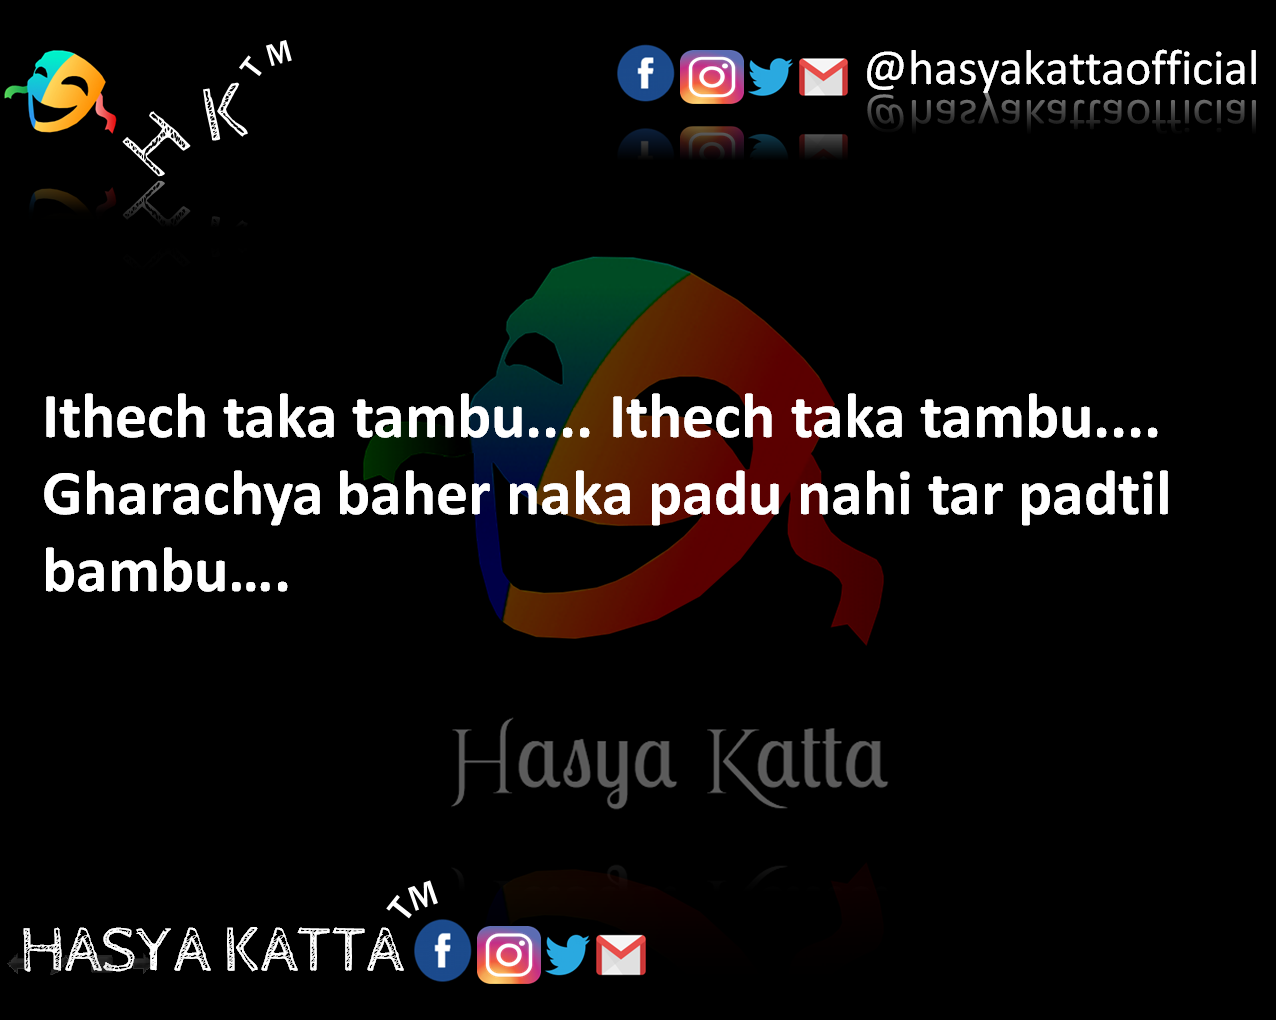 HK™
@hasyakattaofficial
Ithech taka tambu.... Ithech taka tambu....
Gharachya baher naka padu nahi tar padtil
bambu....
Hasya Katta
HASYA KATTA™